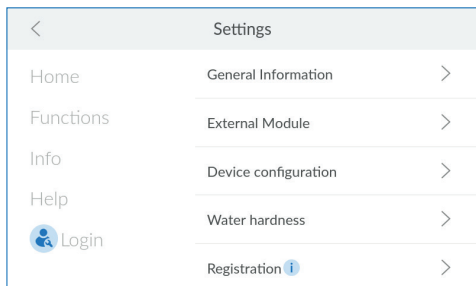 Settings
Home
Functions
Info
Help
Login
General Information
External Module
Device configuration
Water hardness
Registration i